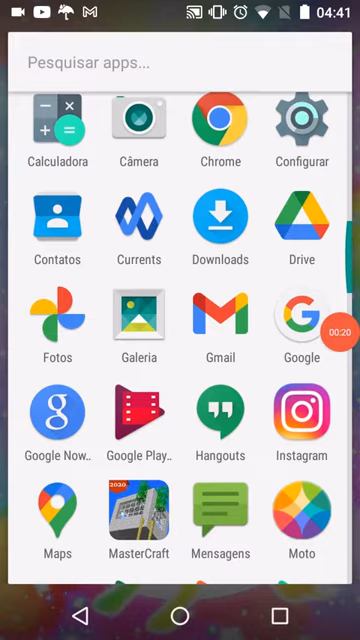 04:41
Pesquisar apps...
Calculadora
Câmera
Chrome
Configurar
Contatos
Currents
Downloads
Drive
Fotos
Galeria
Gmail
Google
00:20
Google Now..
Google Play..
Hangouts
Instagram
2020
Maps
MasterCraft
Mensagens
Moto